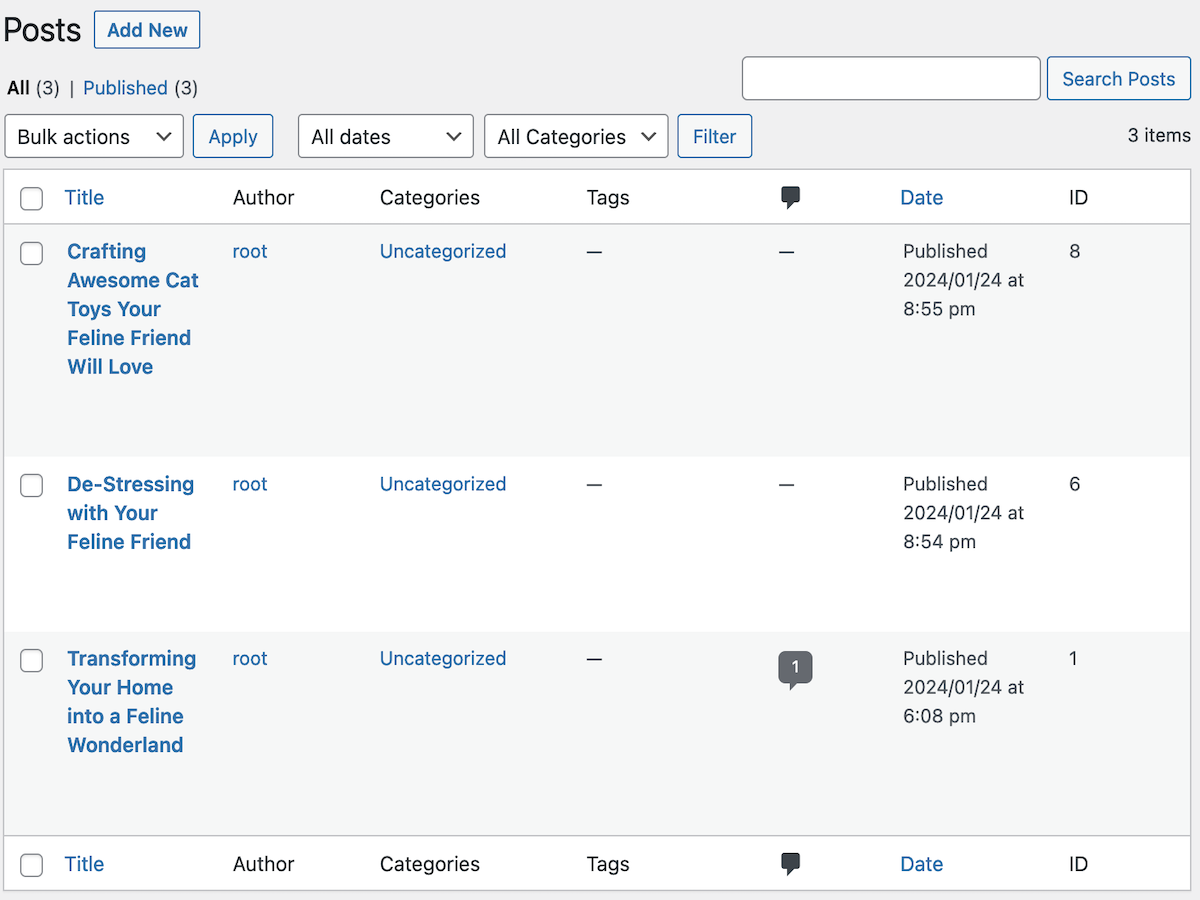 Posts Add New
All (3) | Published (3)
Search Posts
Bulk actions Apply All dates All Categories Filter 3 items
Title Author Categories Tags Date ID
Crafting root Uncategorized — — Published 8
Awesome Cat 2024/01/24 at
Toys Your 8:55 pm
Feline Friend
Will Love
De-Stressing root Uncategorized — — Published 6
with Your 2024/01/24 at
Feline Friend 8:54 pm
Transforming root Uncategorized — 1 Published 1
Your Home 2024/01/24 at
into a Feline 6:08 pm
Wonderland
Title Author Categories Tags Date ID